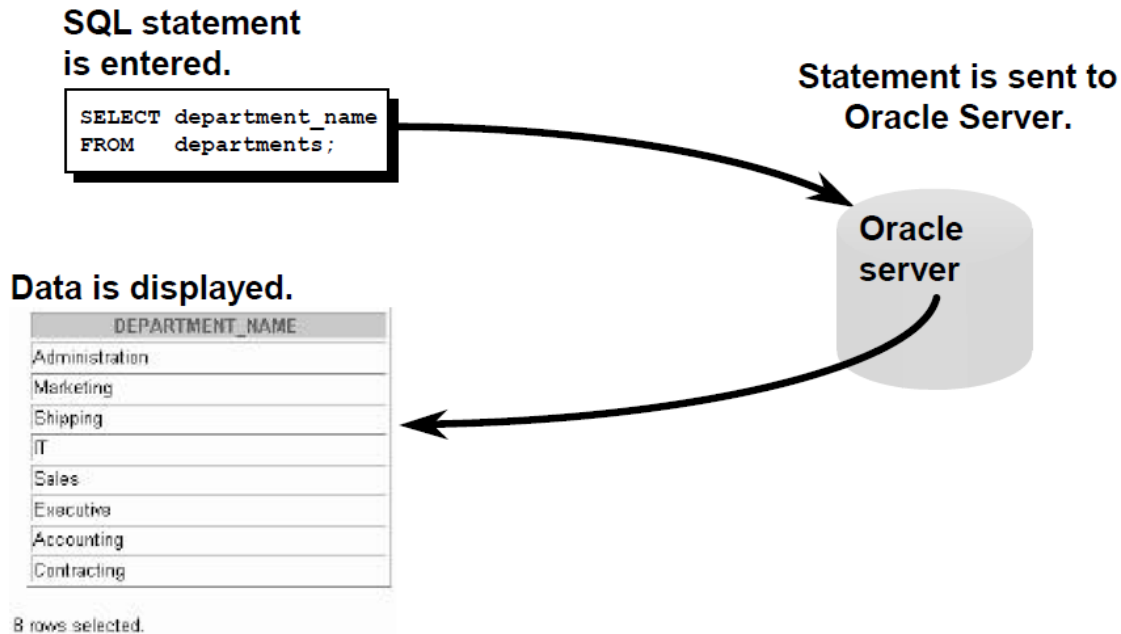 SQL statement
is entered.
SELECT department_name
FROM departments;
Statement is sent to
Oracle Server.
Oracle
server
Data is displayed.
DEPARTMENT_NAME
Administration
Marketing
Shipping
IT
Sales
Executive
Accounting
Contracting
8 rows selected.